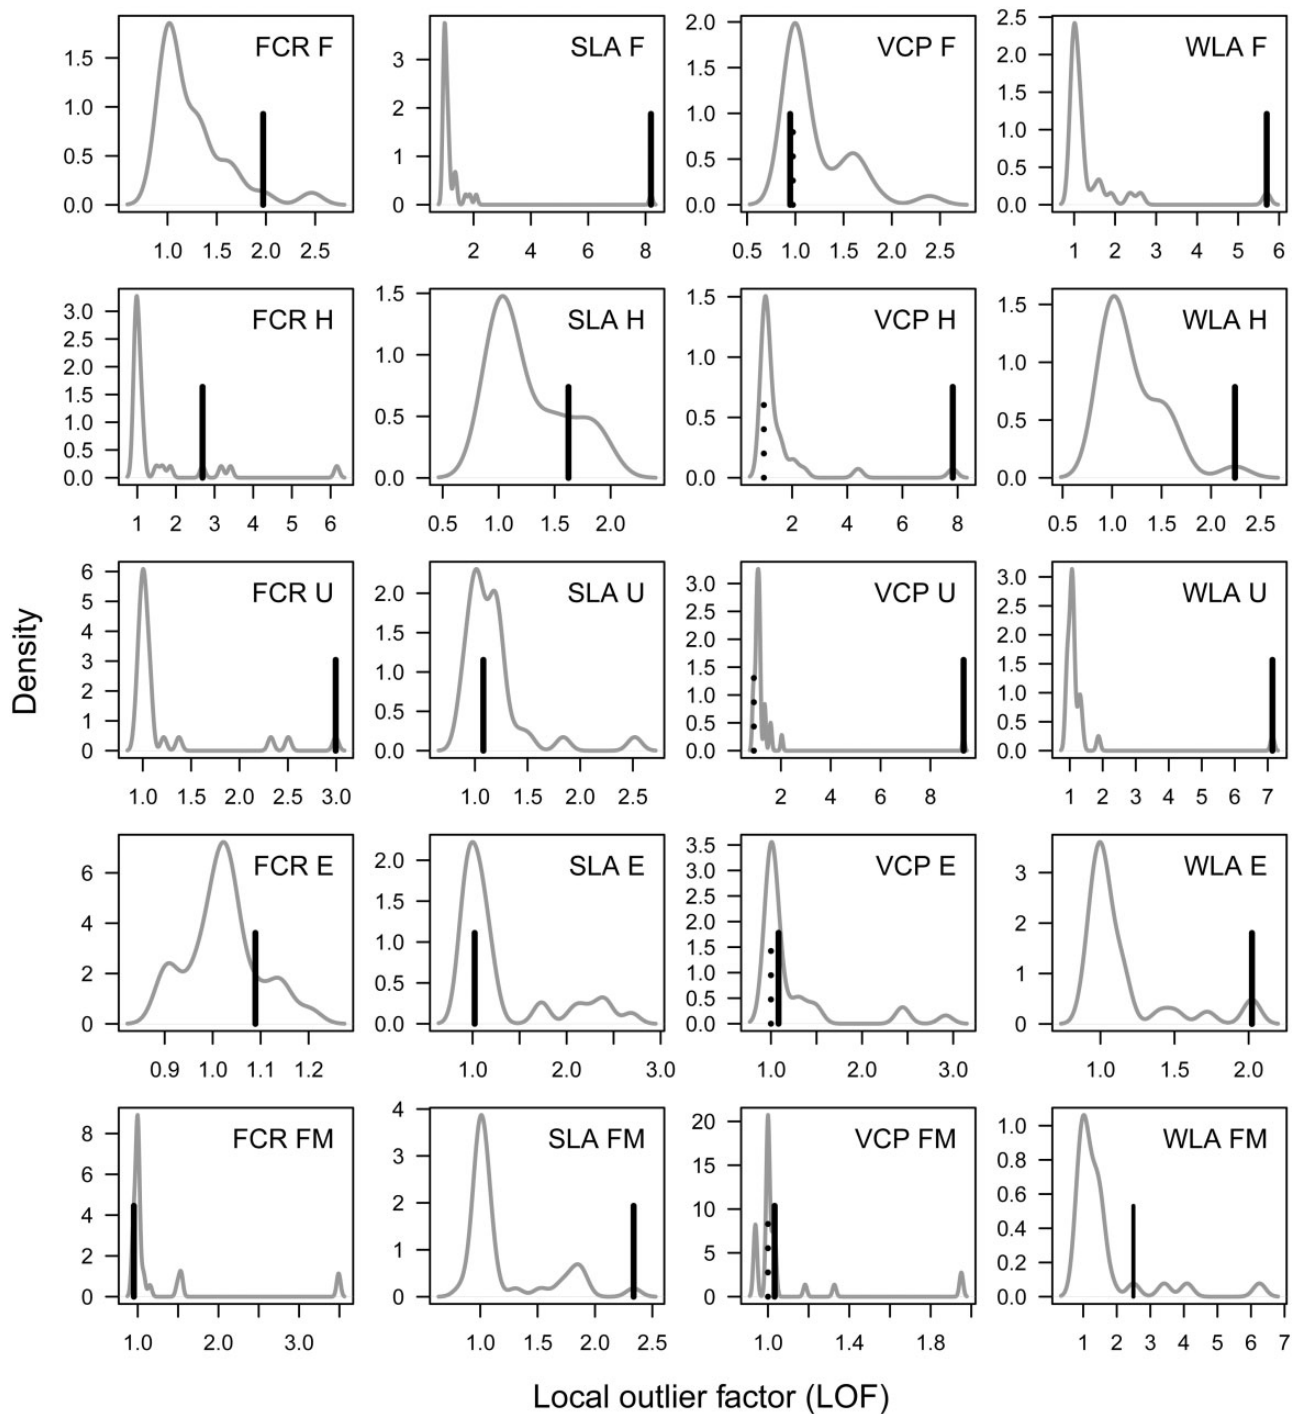 FCR F
1.5
1.0
0.5
0.0
1.0 1.5 2.0 2.5
SLA F
3
2
1
0
2 4 6 8
VCP F
2.0
1.5
1.0
0.5
0.0
0.5 1.0 1.5 2.0 2.5
WLA F
2.5
2.0
1.5
1.0
0.5
0.0
1 2 3 4 5 6
FCR H
3.0
2.5
2.0
1.5
1.0
0.5
0.0
1 2 3 4 5 6
SLA H
1.5
1.0
0.5
0.0
0.5 1.0 1.5 2.0
VCP H
1.5
1.0
0.5
0.0
2 4 6 8
WLA H
1.5
1.0
0.5
0.0
0.5 1.0 1.5 2.0 2.5
Density
FCR U
6
5
4
3
2
1
0
1.0 1.5 2.0 2.5 3.0
SLA U
2.0
1.5
1.0
0.5
0.0
1.0 1.5 2.0 2.5
VCP U
3.0
2.5
2.0
1.5
1.0
0.5
0.0
2 4 6 8
WLA U
3.0
2.5
2.0
1.5
1.0
0.5
0.0
1 2 3 4 5 6 7
FCR E
6
4
2
0
0.9 1.0 1.1 1.2
SLA E
2.0
1.5
1.0
0.5
0.0
1.0 2.0 3.0
VCP E
3.5
3.0
2.5
2.0
1.5
1.0
0.5
0.0
1.0 2.0 3.0
WLA E
3
2
1
0
1.0 1.5 2.0
FCR FM
8
6
4
2
0
1.0 2.0 3.0
SLA FM
4
3
2
1
0
1.0 1.5 2.0 2.5
VCP FM
20
15
10
5
0
1.0 1.4 1.8
WLA FM
1.0
0.8
0.6
0.4
0.2
0.0
1 2 3 4 5 6 7
Local outlier factor (LOF)